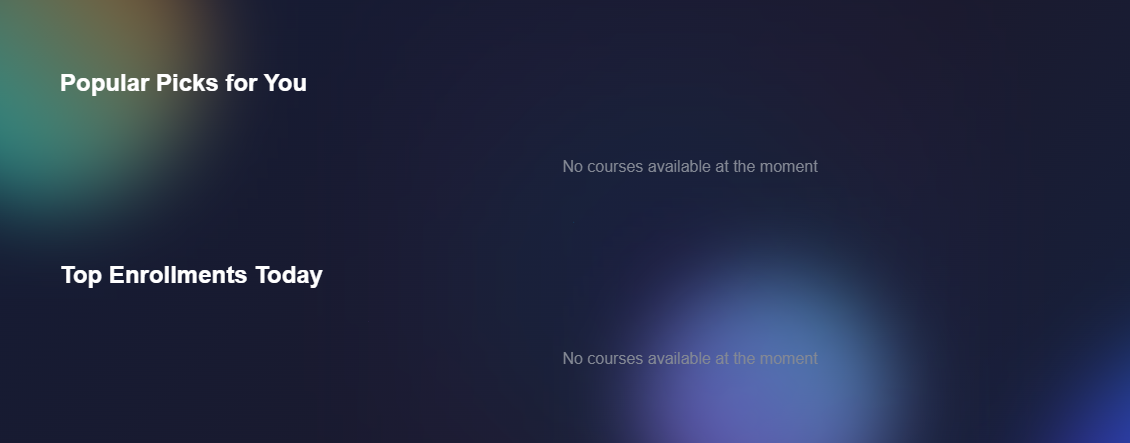 Popular Picks for You
No courses available at the moment
Top Enrollments Today
No courses available at the moment